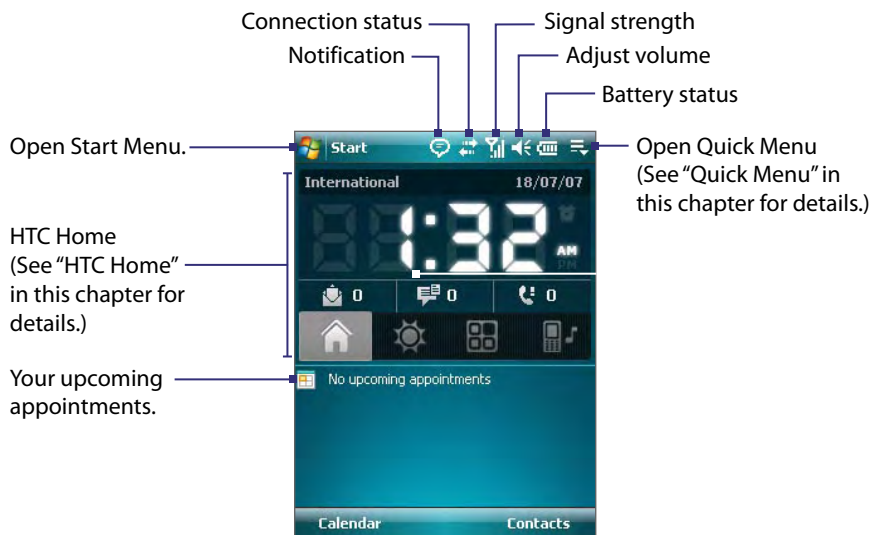 Connection status
Signal strength
Notification
Adjust volume
Battery status
Open Start Menu.
Start
Open Quick Menu
(See “Quick Menu” in
this chapter for details.)
International 18/07/07
1:32
AM
PM
HTC Home
(See “HTC Home”
in this chapter for
details.)
0 0 0
Your upcoming
appointments.
No upcoming appointments
Calendar Contacts